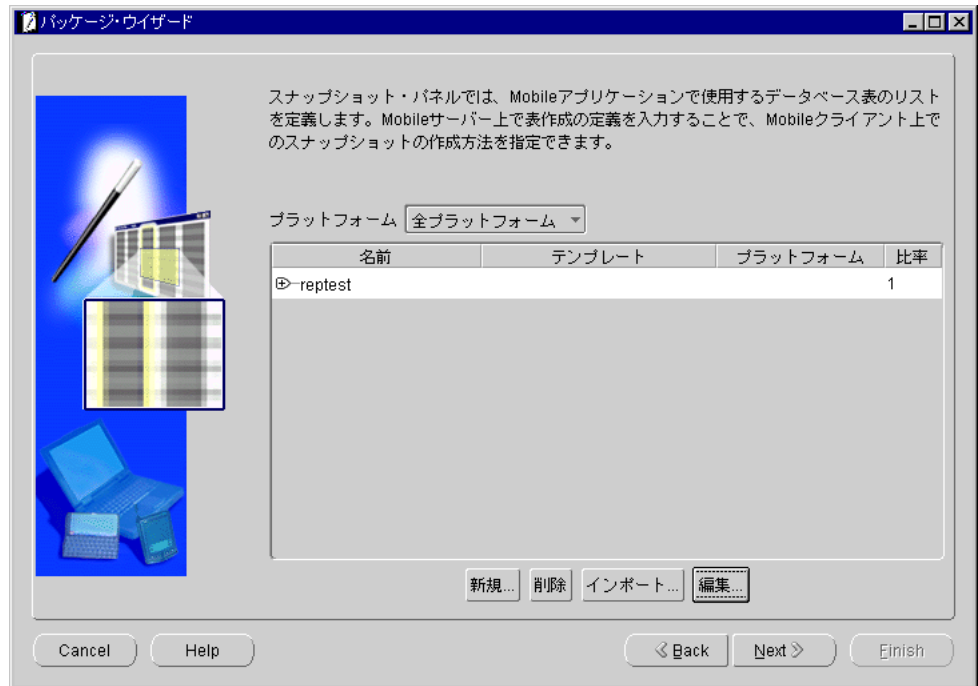 パッケージ・ウイザード
スナップショット・パネルでは、Mobileアプリケーションで使用するデータベース表のリスト
を定義します。Mobileサーバー上で表作成の定義を入力することで、Mobileクライアント上で
のスナップショットの作成方法を指定できます。
プラットフォーム 全プラットフォーム
名前 テンプレート プラットフォーム 比率
reptest 1
新規... 削除 インポート... 編集...
Cancel Help Back Next Finish